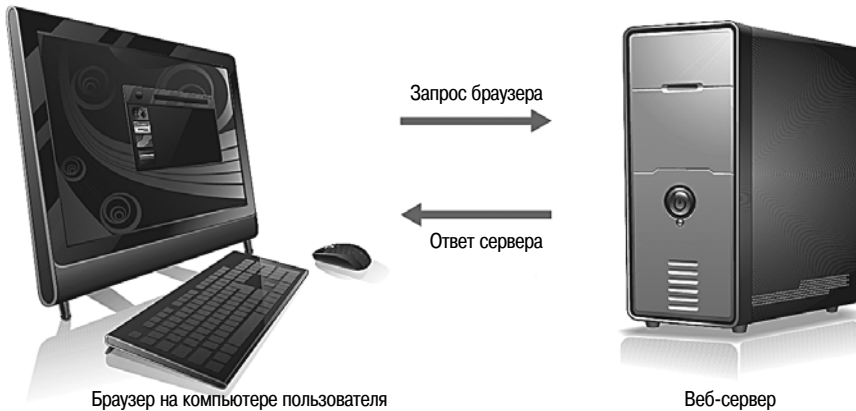 Запрос браузера
Ответ сервера
Браузер на компьютере пользователя
Веб-сервер